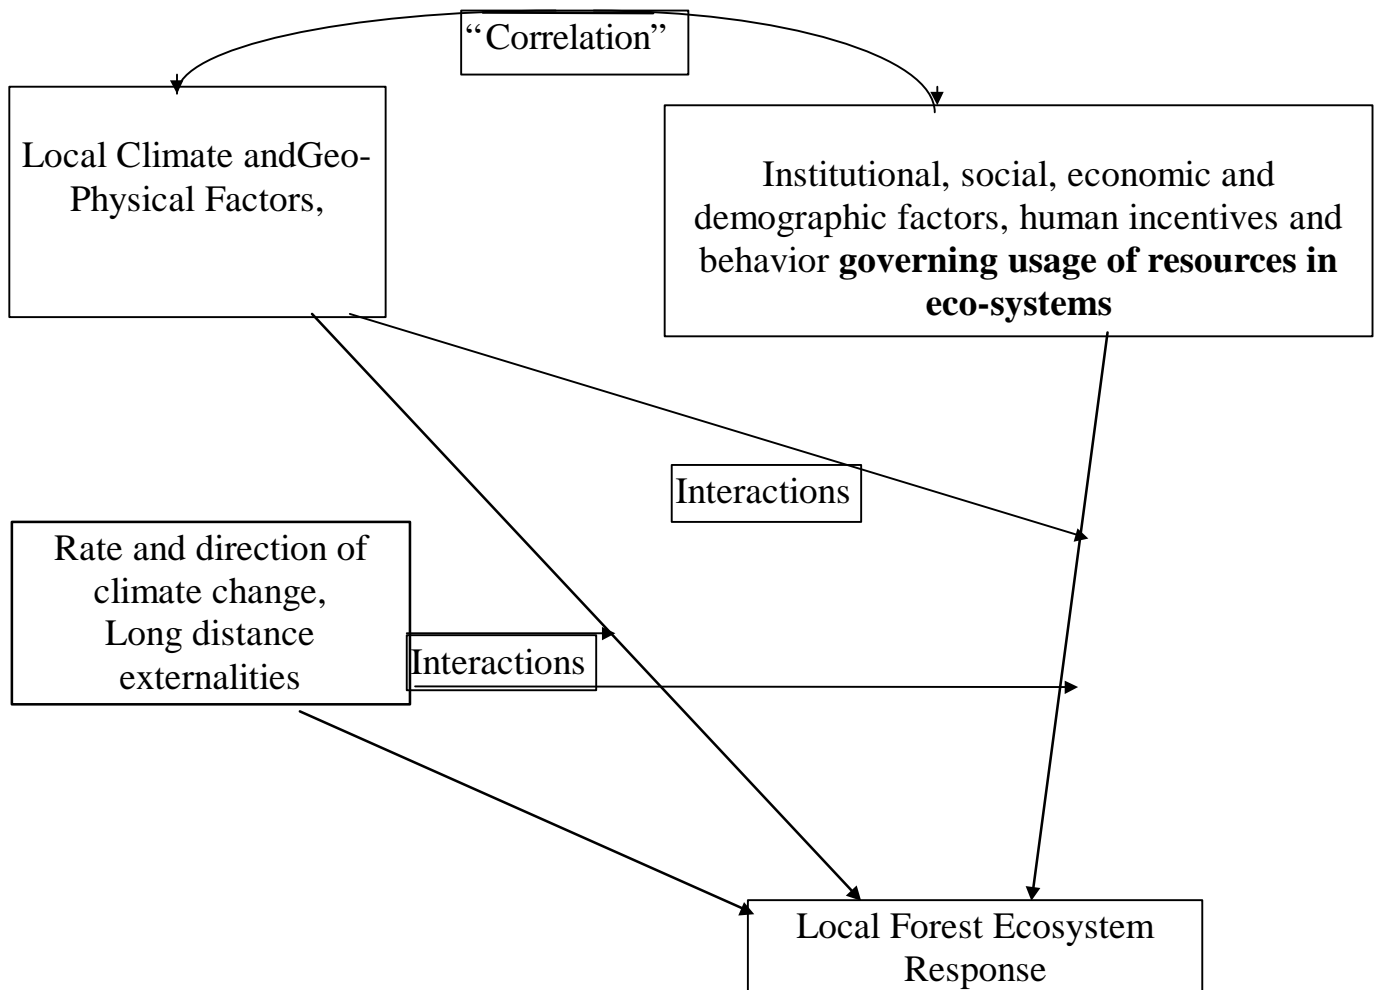 “Correlation”
Local Climate andGeo-
Physical Factors,
Institutional, social, economic and
demographic factors, human incentives and
behavior governing usage of resources in
eco-systems
Interactions
Rate and direction of
climate change,
Long distance
externalities
Interactions
Local Forest Ecosystem
Response